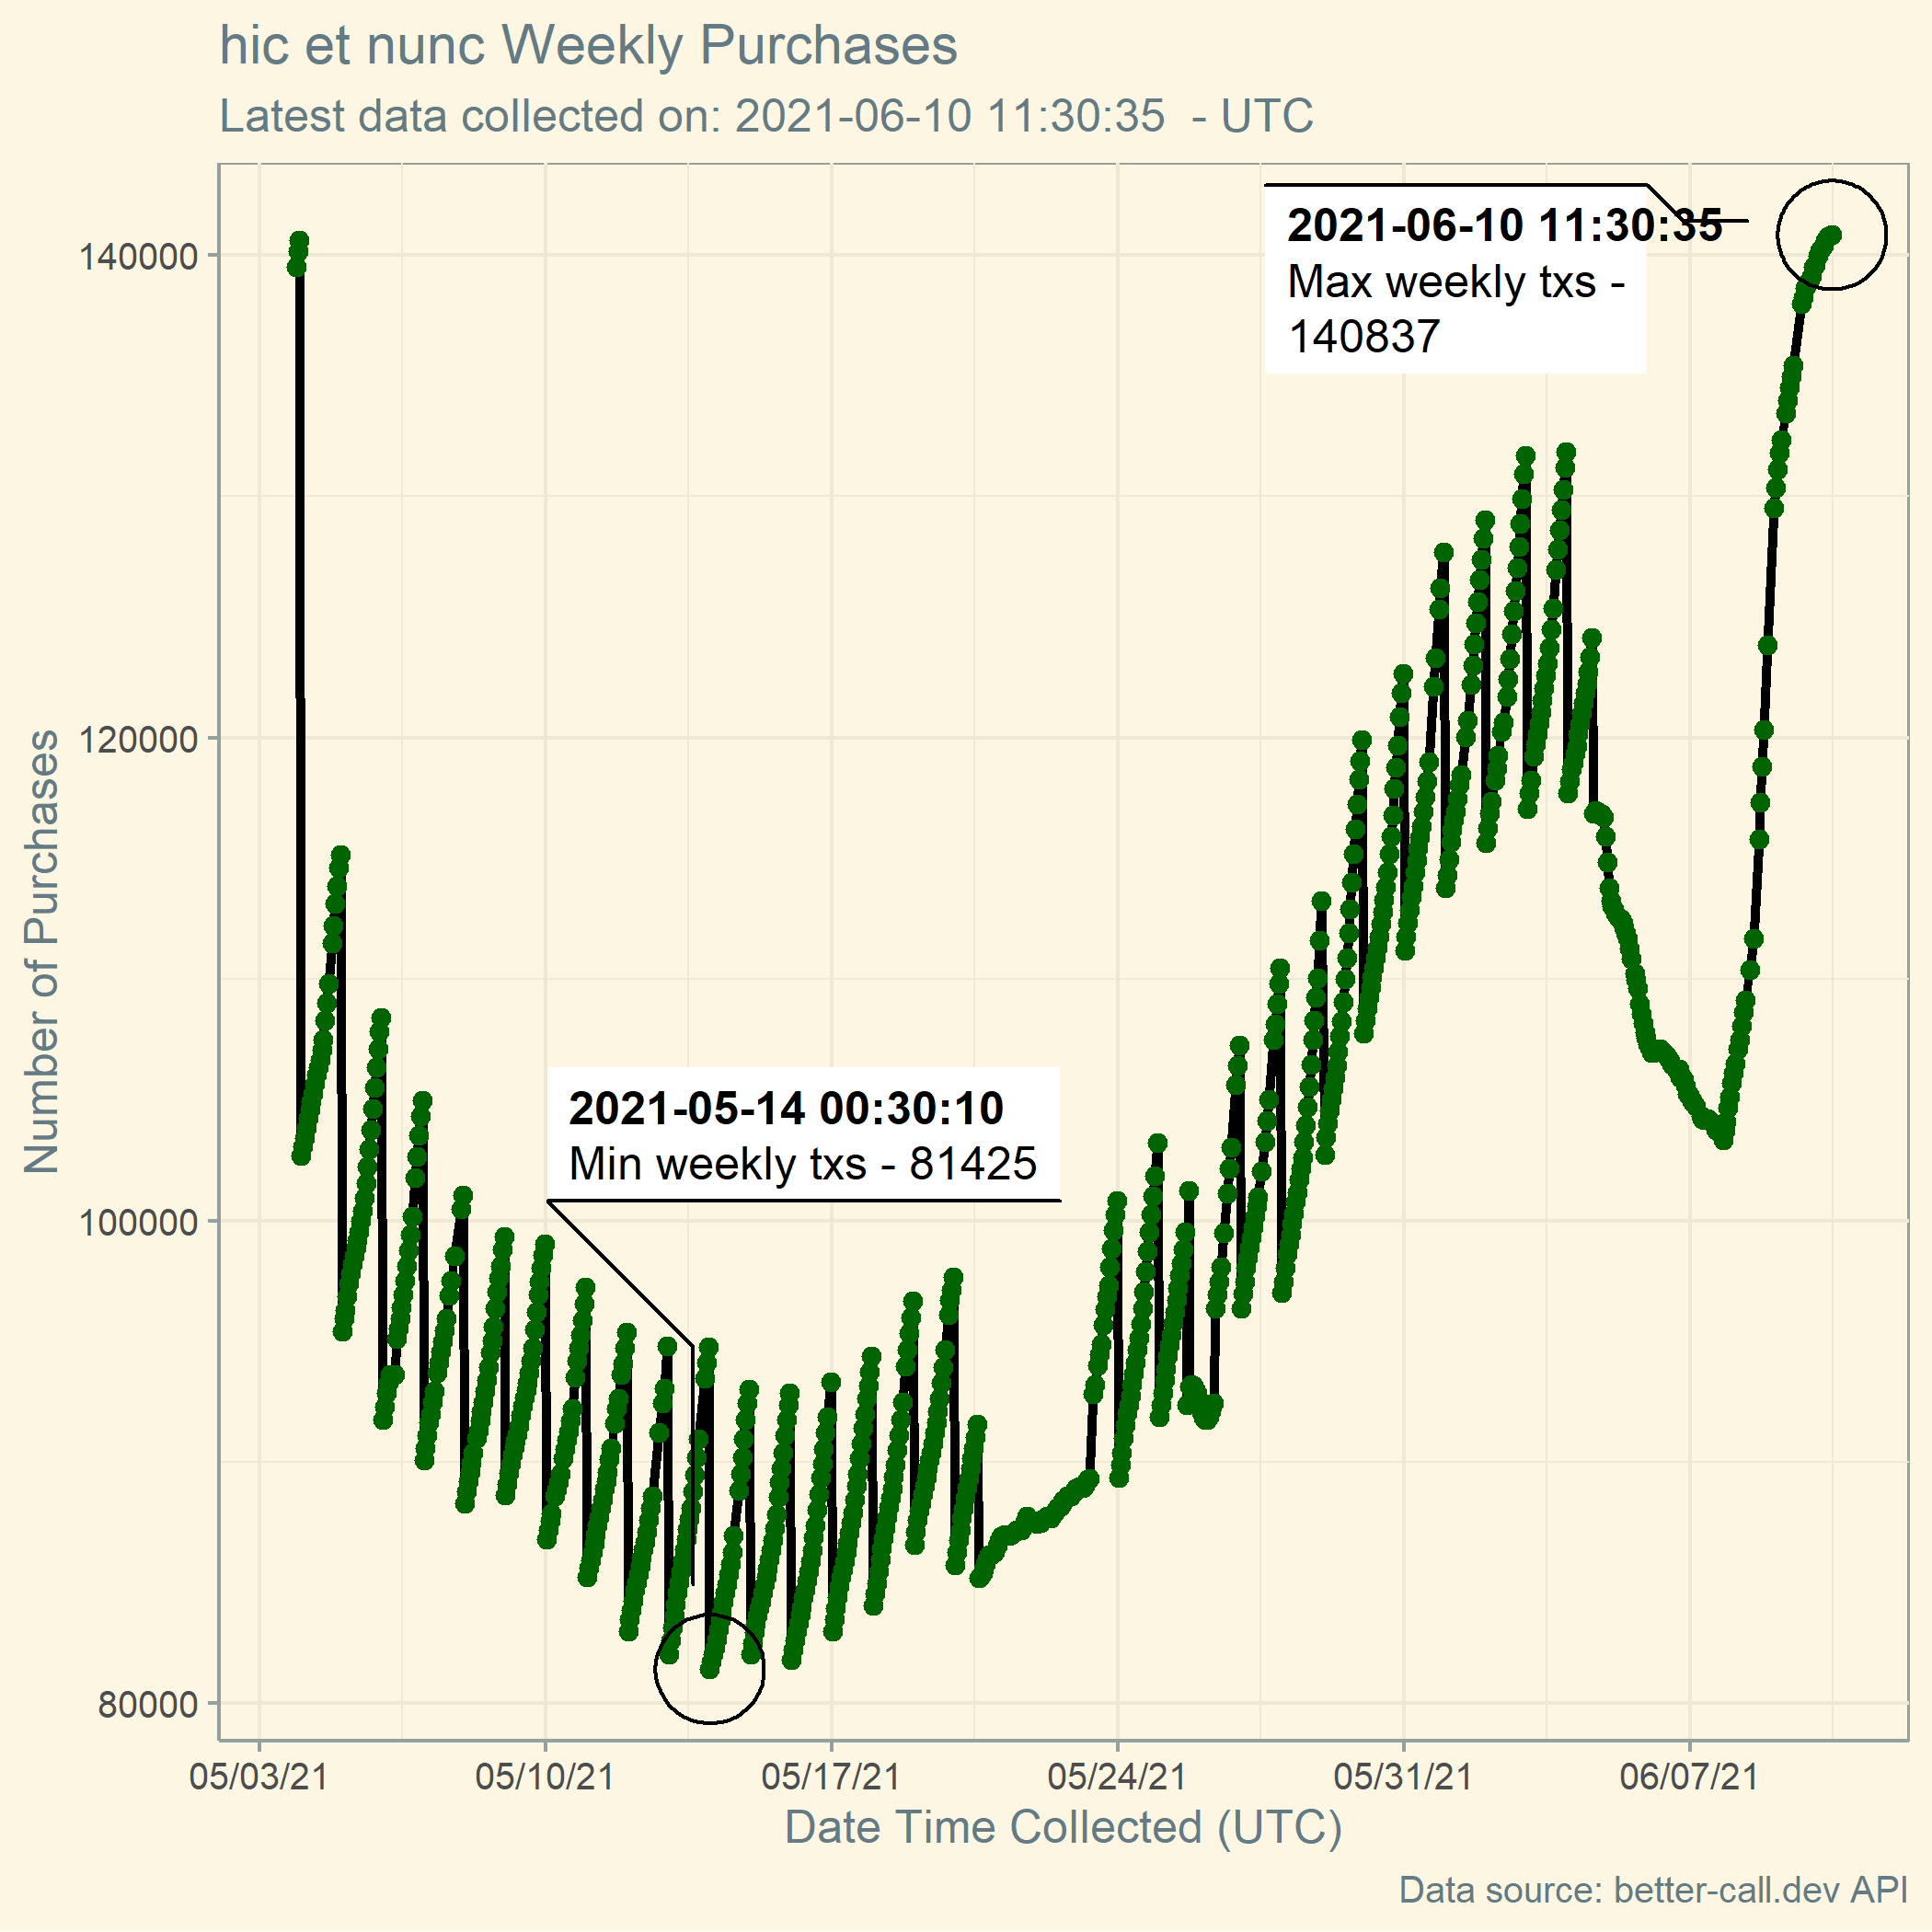 hic et nunc Weekly Purchases
Latest data collected on: 2021-06-10 11:30:35  - UTC
2021-06-10 11:30:35
Max weekly txs -
140837
2021-05-14 00:30:10
Min weekly txs - 81425
Number of Purchases
140000
120000
100000
80000
05/03/21 05/10/21 05/17/21 05/24/21 05/31/21 06/07/21
Date Time Collected (UTC)
Data source: better-call.dev API